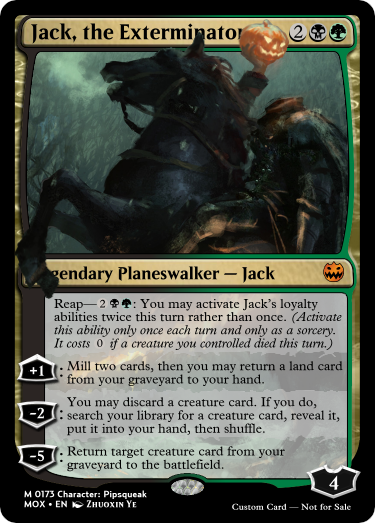 Jack, the Exterminator 2
Legendary Planeswalker — Jack
Reap— 2 : You may activate Jack's loyalty
abilities twice this turn rather than once. (Activate
this ability only once each turn and only as a sorcery.
It costs 0 if a creature you controlled died this turn.)
+1 : Mill two cards, then you may return a land card
from your graveyard to your hand.
You may discard a creature card. If you do,
-2 : search your library for a creature card, reveal it,
put it into your hand, then shuffle.
-5 : Return target creature card from your
graveyard to the battlefield.
4
M 0173 Character: Pipsqueak
MOX • EN Zhuoxin Ye
Custom Card — Not for Sale